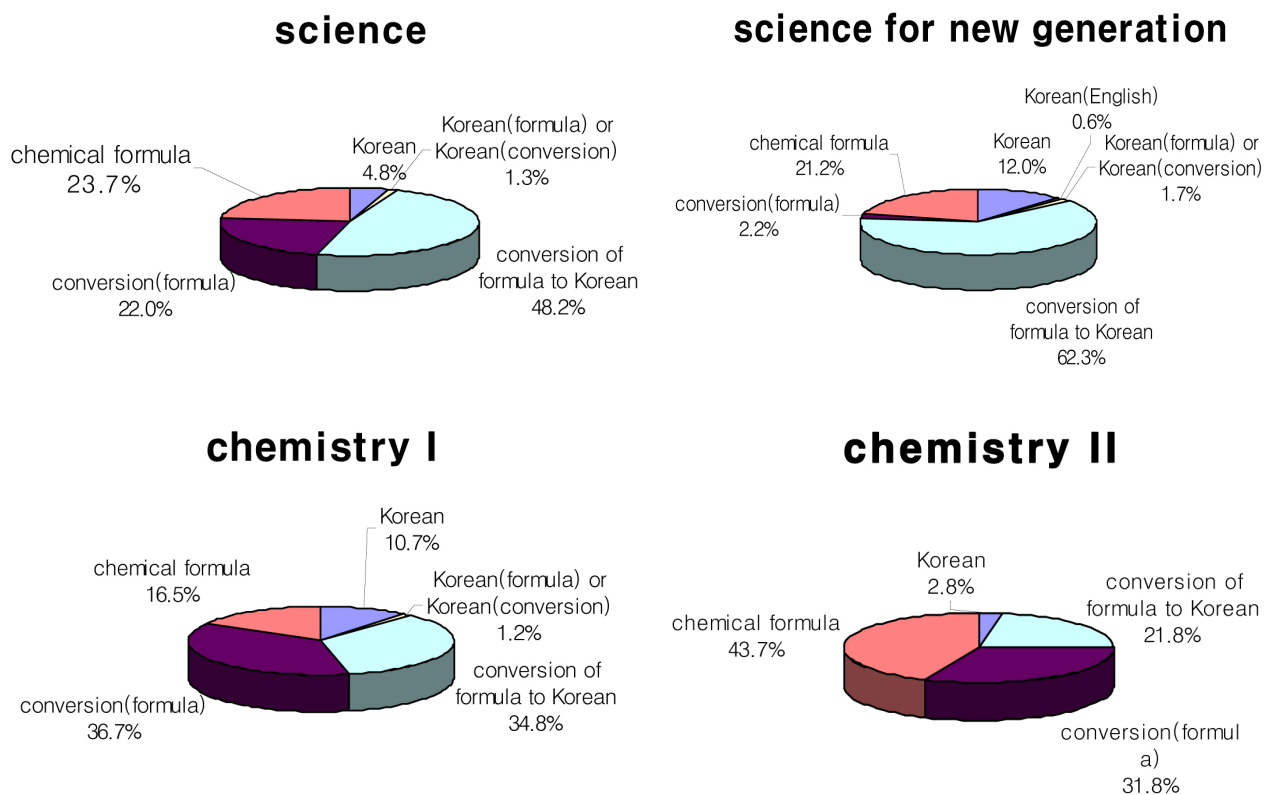 science
Korean
4.8%
Korean(formula) or
Korean(conversion)
1.3%
chemical formula
23.7%
conversion(formula)
22.0%
conversion of
formula to Korean
48.2%
science for new generation
Korean(English)
0.6%
Korean
12.0%
Korean(formula) or
Korean(conversion)
1.7%
chemical formula
21.2%
conversion(formula)
2.2%
conversion of
formula to Korean
62.3%
chemistry I
Korean
10.7%
chemical formula
16.5%
Korean(formula) or
Korean(conversion)
1.2%
conversion of
formula to Korean
34.8%
conversion(formula)
36.7%
chemistry II
Korean
2.8%
conversion of
formula to Korean
21.8%
chemical formula
43.7%
conversion(formul
a)
31.8%